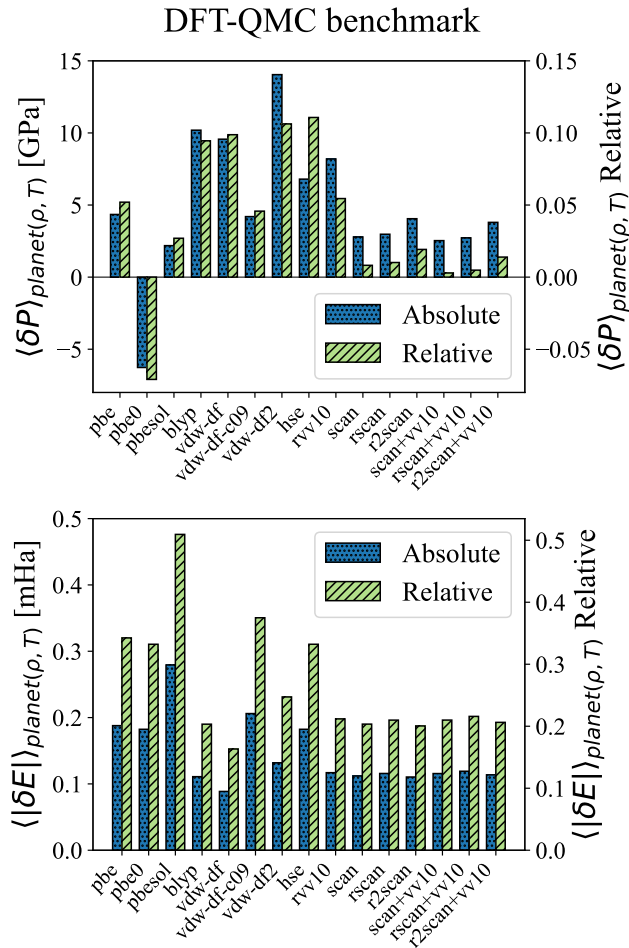 DFT-QMC benchmark
15
10
5
0
−5
⟨δP⟩planet(ρ, T) [GPa]
0.15
0.10
0.05
0.00
−0.05
⟨δP⟩planet(ρ, T) Relative
Absolute
Relative
pbe
pbe0
pbesol
blyp
vdw-df
vdw-df-c09
vdw-df2
hse
rvv10
scan
rscan
r2scan
scan+vv10
rscan+vv10
r2scan+vv10
0.5
0.4
0.3
0.2
0.1
0.0
⟨|δE|⟩planet(ρ, T) [mHa]
0.5
0.4
0.3
0.2
0.1
0.0
⟨|δE|⟩planet(ρ, T) Relative
Absolute
Relative
pbe
pbe0
pbesol
blyp
vdw-df
vdw-df-c09
vdw-df2
hse
rvv10
scan
rscan
r2scan
scan+vv10
rscan+vv10
r2scan+vv10